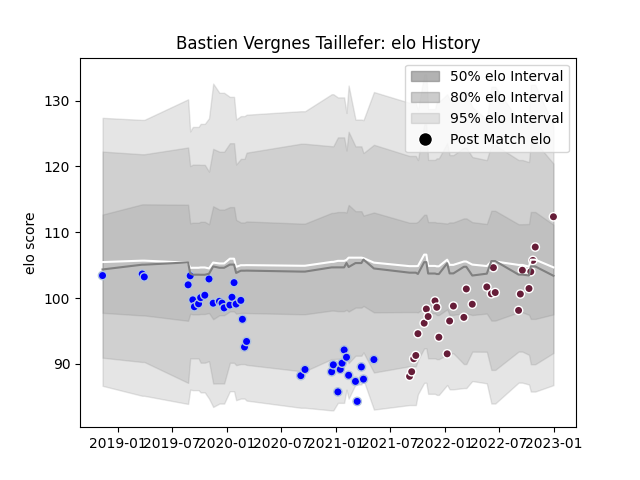 Bastien Vergnes Taillefer: elo History
50% elo Interval
80% elo Interval
95% elo Interval
Post Match elo
elo score
130
120
110
100
90
2019-01
2019-07
2020-01
2020-07
2021-01
2021-07
2022-01
2022-07
2023-01